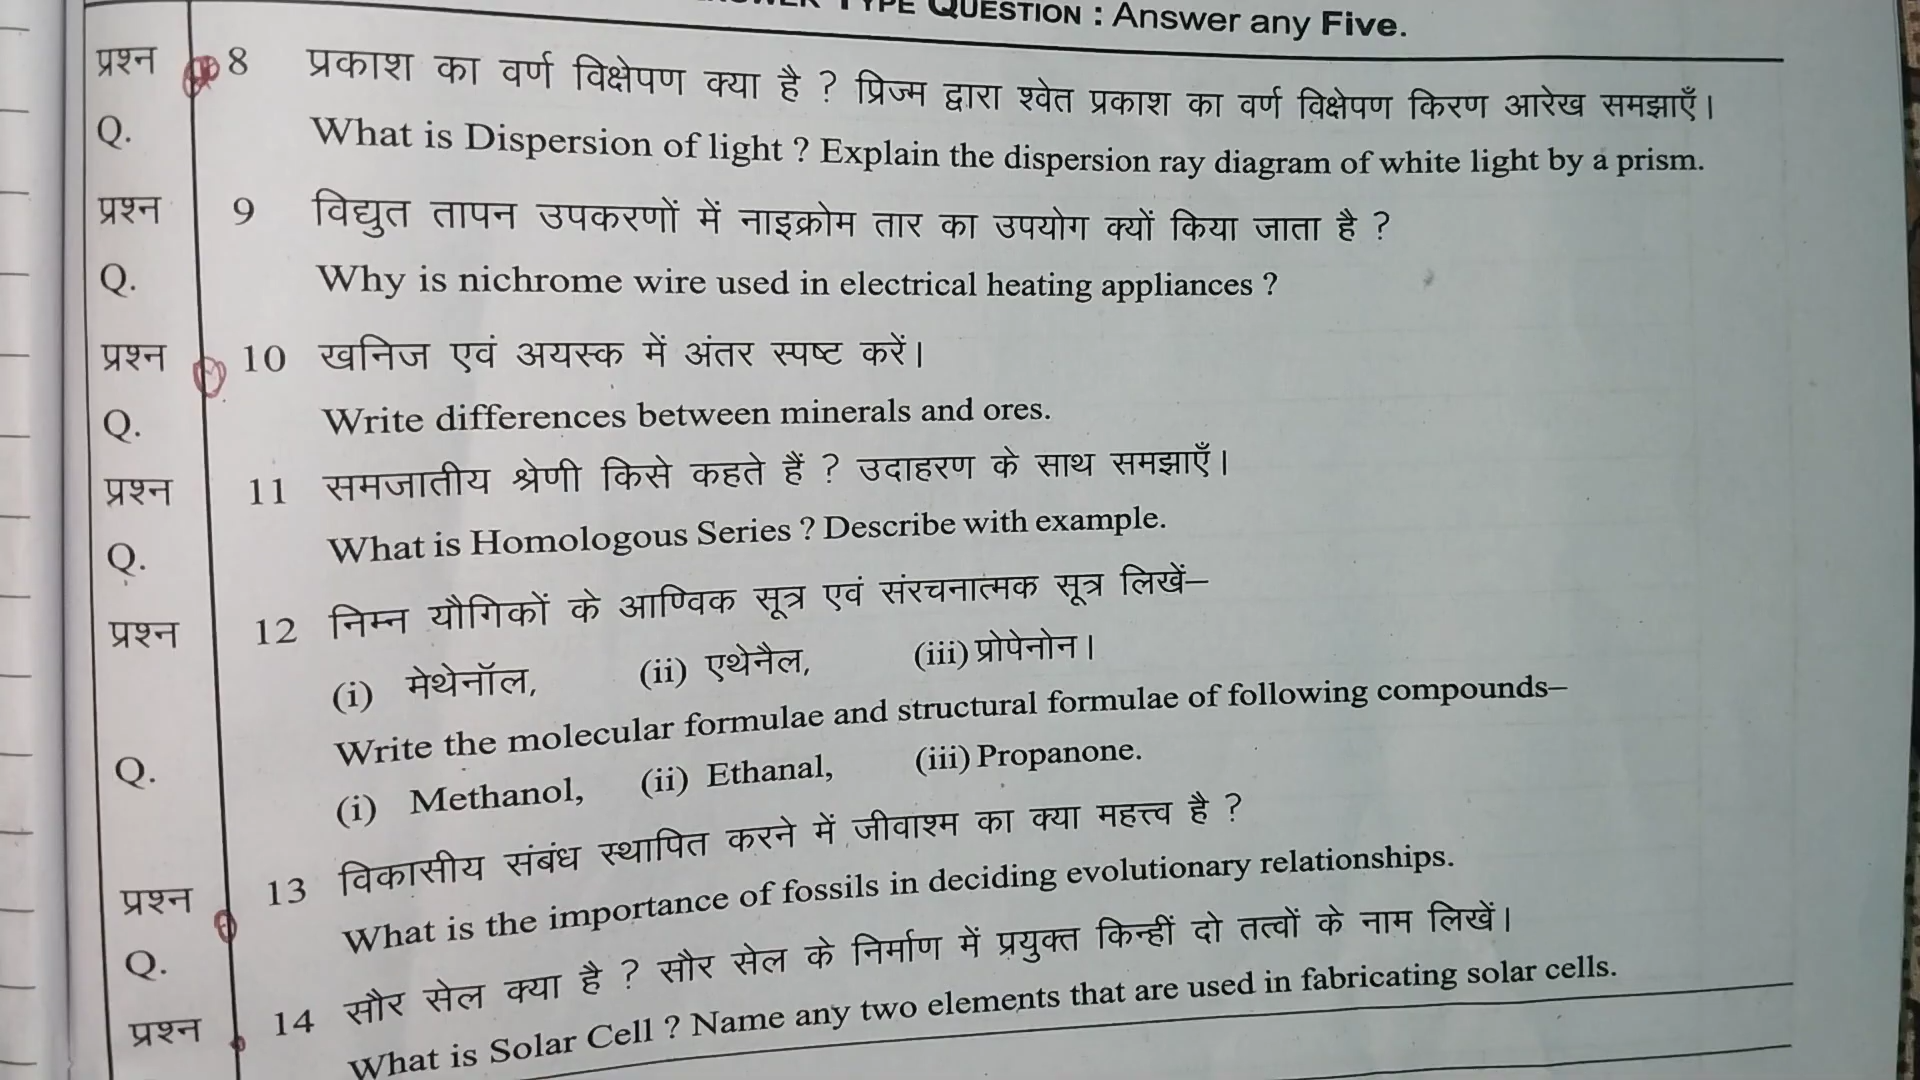 TYPE QUESTION : Answer any Five.
प्रश्न 8 प्रकाश का वर्ण विक्षेपण क्या है ? प्रिज्म द्वारा श्वेत प्रकाश का वर्ण विक्षेपण किरण आरेख समझाएँ।
Q. What is Dispersion of light ? Explain the dispersion ray diagram of white light by a prism.
प्रश्न 9 विद्युत तापन उपकरणों में नाइक्रोम तार का उपयोग क्यों किया जाता है ?
Q. Why is nichrome wire used in electrical heating appliances ?
प्रश्न 10 खनिज एवं अयस्क में अंतर स्पष्ट करें।
Q. Write differences between minerals and ores.
प्रश्न 11 समजातीय श्रेणी किसे कहते हैं ? उदाहरण के साथ समझाएँ।
Q. What is Homologous Series ? Describe with example.
प्रश्न 12 निम्न यौगिकों के आण्विक सूत्र एवं संरचनात्मक सूत्र लिखें–
(i) मेथेनॉल, (ii) एथेनैल, (iii) प्रोपेनोन।
Q. Write the molecular formulae and structural formulae of following compounds–
(i) Methanol, (ii) Ethanal, (iii) Propanone.
प्रश्न 13 विकासीय संबंध स्थापित करने में जीवाश्म का क्या महत्त्व है ?
Q. What is the importance of fossils in deciding evolutionary relationships.
प्रश्न 14 सौर सेल क्या है ? सौर सेल के निर्माण में प्रयुक्त किन्हीं दो तत्वों के नाम लिखें।
What is Solar Cell ? Name any two elements that are used in fabricating solar cells.